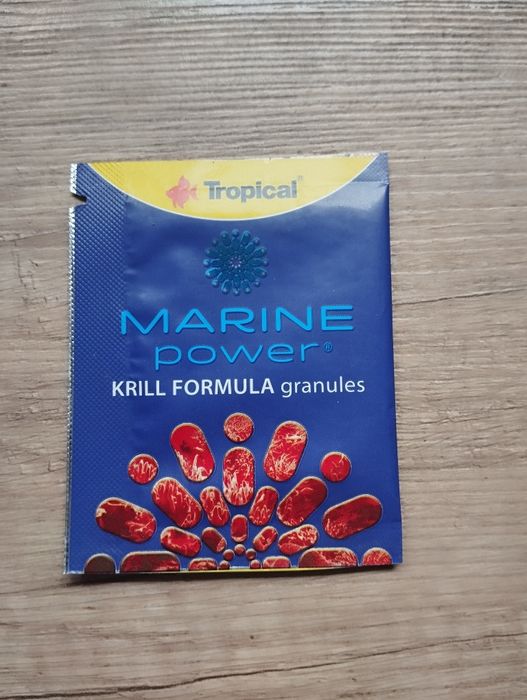 Tropical®
MARINE
power®
KRILL FORMULA granules